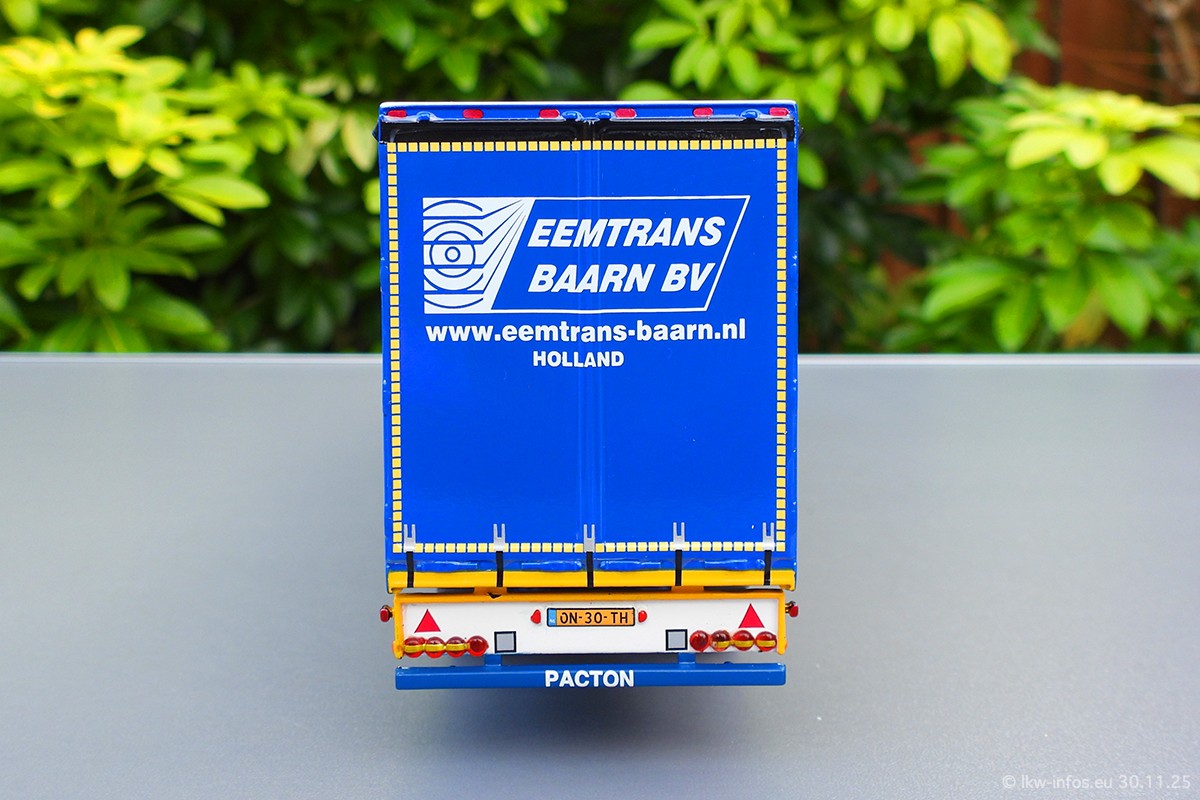 EEMTRANS
BAARN BV
www.eemtrans-baarn.nl
HOLLAND
ON-30-TH
PACTON
© lkw-infos.eu 30.11.25